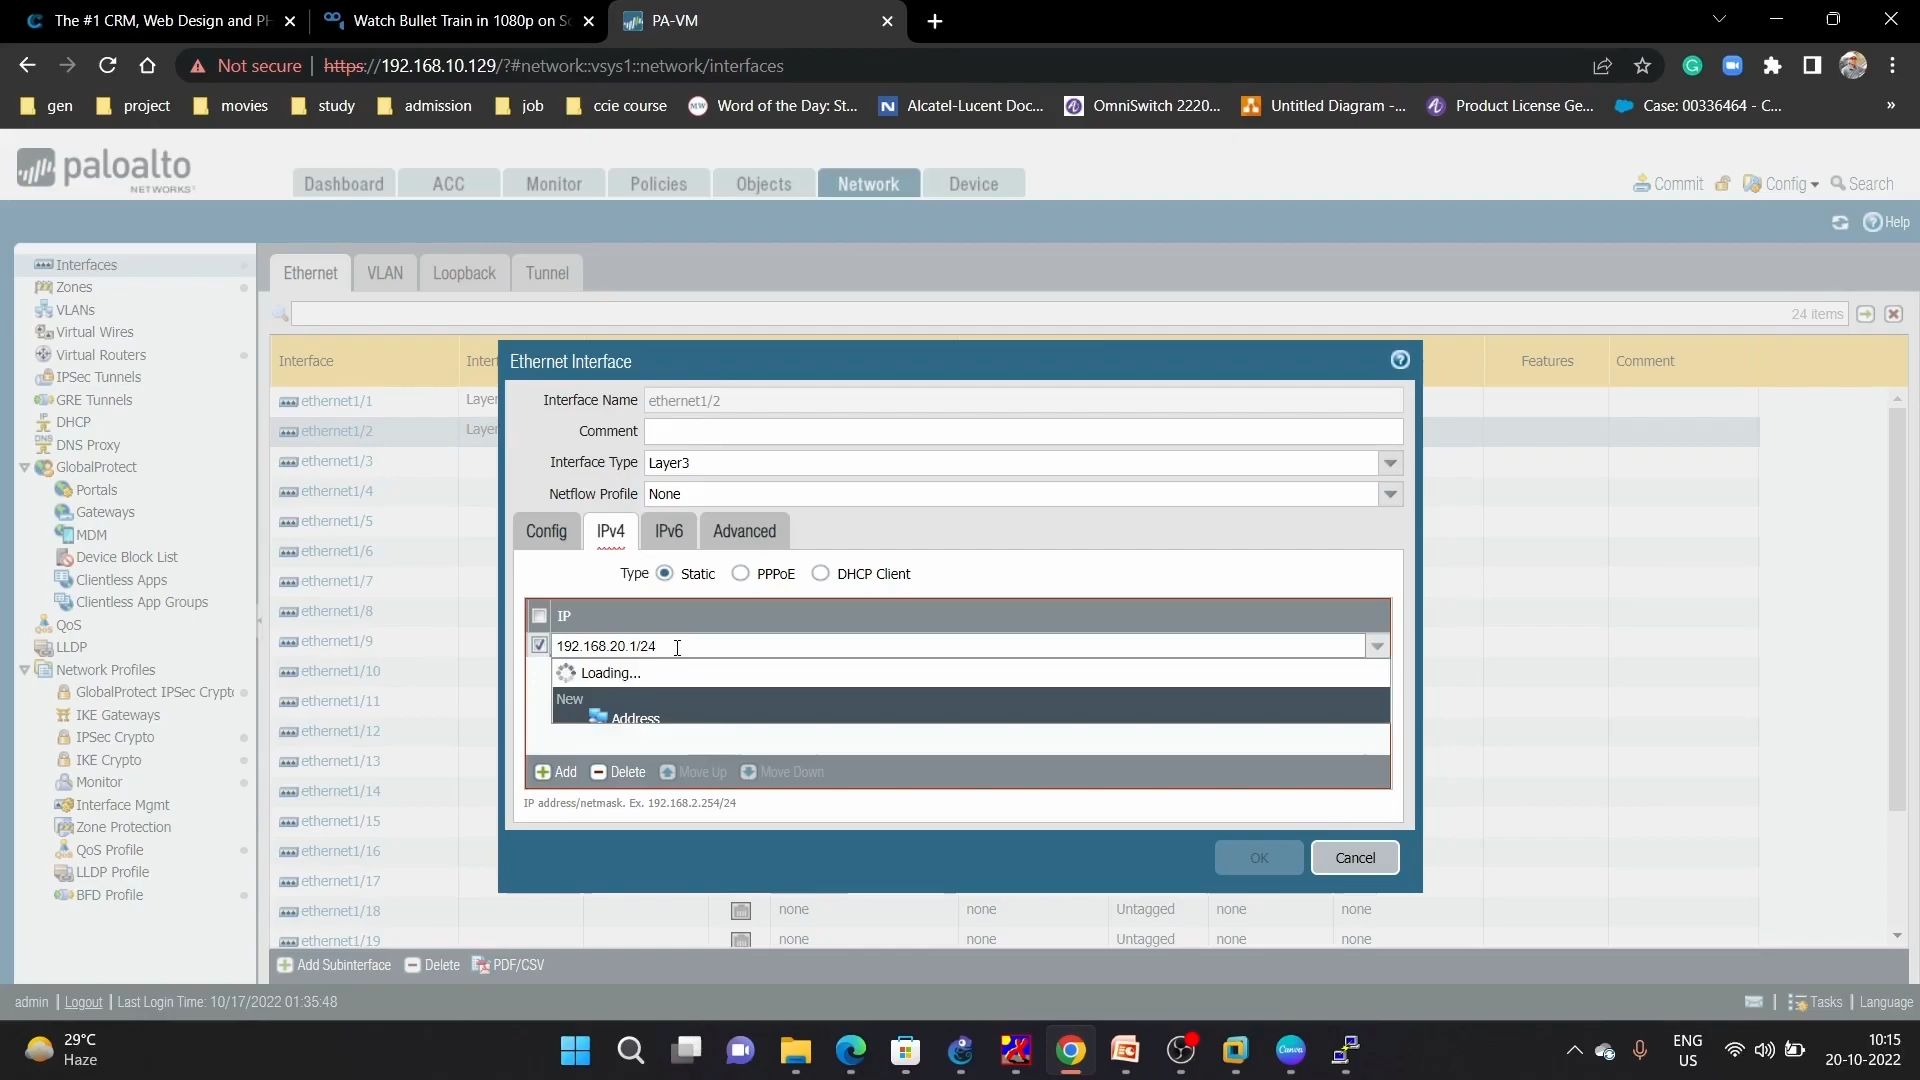 The #1 CRM, Web Design and PH
Watch Bullet Train in 1080p on So
PA-VM
Not secure
https://192.168.10.129/?#network::vsys1::network/interfaces
gen
project
movies
study
admission
job
ccie course
Word of the Day: St...
Alcatel-Lucent Doc...
OmniSwitch 2220...
Untitled Diagram -...
Product License Ge...
Case: 00336464 - C...
»
paloalto
NETWORKS
Dashboard
ACC
Monitor
Policies
Objects
Network
Device
Commit
Config
Search
Help
Interfaces
Zones
VLANs
Virtual Wires
Virtual Routers
IPSec Tunnels
GRE Tunnels
DHCP
DNS Proxy
GlobalProtect
Portals
Gateways
MDM
Device Block List
Clientless Apps
Clientless App Groups
QoS
LLDP
Network Profiles
GlobalProtect IPSec Crypto
IKE Gateways
IPSec Crypto
IKE Crypto
Monitor
Interface Mgmt
Zone Protection
QoS Profile
LLDP Profile
BFD Profile
Ethernet
VLAN
Loopback
Tunnel
24 items
Interface
Interf
Features
Comment
ethernet1/1 Layer
ethernet1/2 Layer
ethernet1/3
ethernet1/4
ethernet1/5
ethernet1/6
ethernet1/7
ethernet1/8
ethernet1/9
ethernet1/10
ethernet1/11
ethernet1/12
ethernet1/13
ethernet1/14
ethernet1/15
ethernet1/16
ethernet1/17
ethernet1/18 none none Untagged none none
ethernet1/19 none none Untagged none none
Ethernet Interface
Interface Name ethernet1/2
Comment
Interface Type Layer3
Netflow Profile None
Config
IPv4
IPv6
Advanced
Type Static PPPoE DHCP Client
IP
192.168.20.1/24
Loading...
New
Address
Add Delete Move Up Move Down
IP address/netmask. Ex. 192.168.2.254/24
OK
Cancel
Add Subinterface Delete PDF/CSV
admin | Logout | Last Login Time: 10/17/2022 01:35:48
Tasks | Language
29°C
Haze
Canva
ENG
US
10:15
20-10-2022